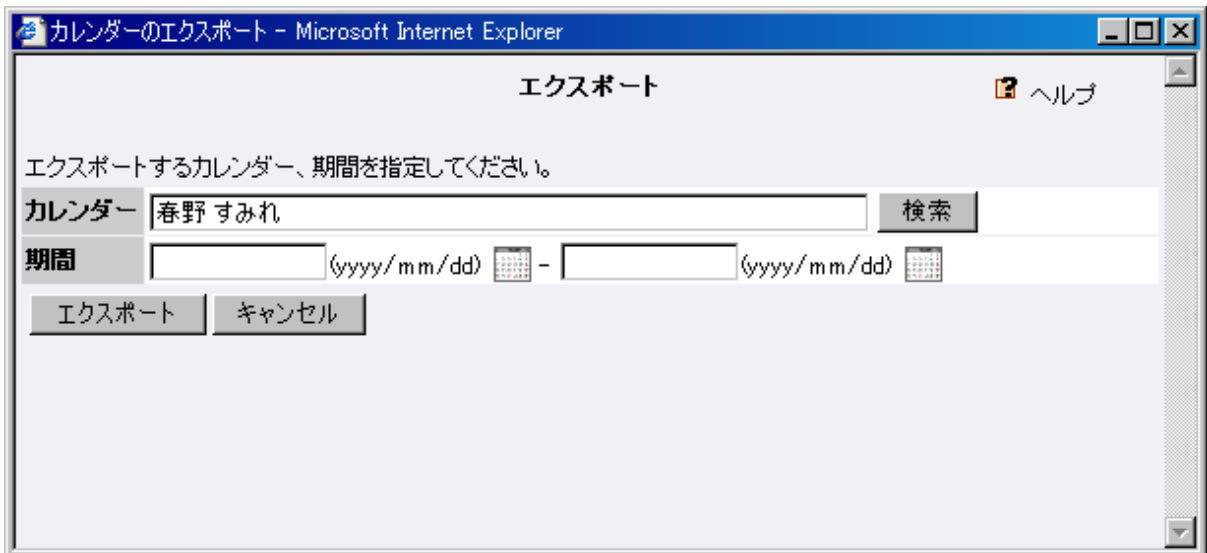 カレンダーのエクスポート - Microsoft Internet Explorer
エクスポート
ヘルプ
エクスポートするカレンダー、期間を指定してください。
カレンダー 春野 すみれ 検索
期間 (yyyy/mm/dd) - (yyyy/mm/dd)
エクスポート キャンセル